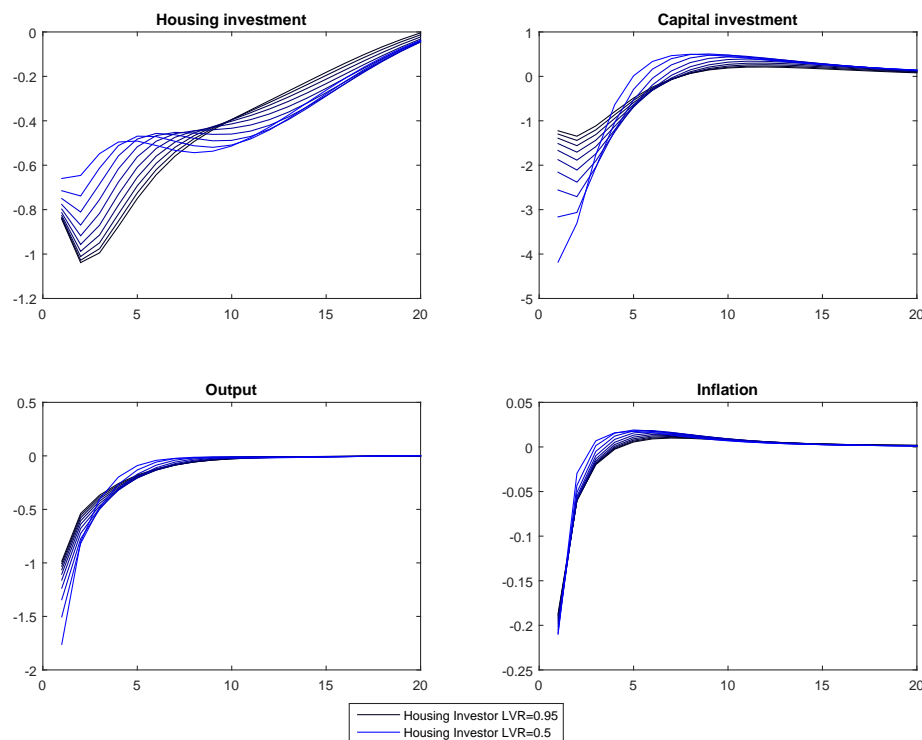 Housing investment
0
-0.2
-0.4
-0.6
-0.8
-1
-1.2
0 5 10 15 20
Capital investment
1
0
-1
-2
-3
-4
-5
0 5 10 15 20
Output
0.5
0
-0.5
-1
-1.5
-2
0 5 10 15 20
Inflation
0.05
0
-0.05
-0.1
-0.15
-0.2
-0.25
0 5 10 15 20
Housing Investor LVR=0.95
Housing Investor LVR=0.5